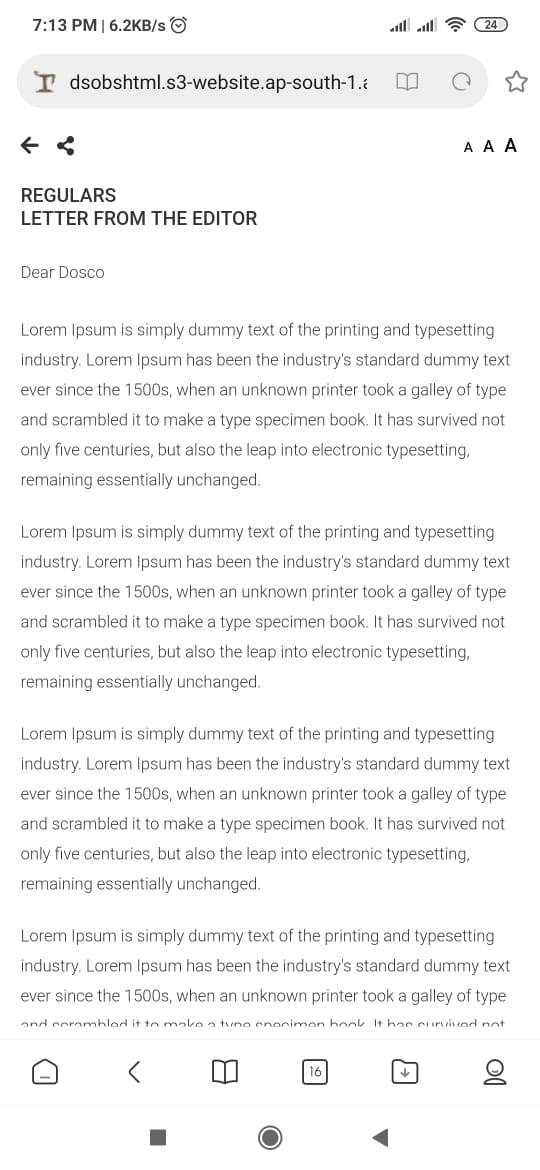 7:13 PM | 6.2KB/s
24
dsobshtml.s3-website.ap-south-1.a
A A A
REGULARS
LETTER FROM THE EDITOR
Dear Dosco
Lorem Ipsum is simply dummy text of the printing and typesetting
industry. Lorem Ipsum has been the industry's standard dummy text
ever since the 1500s, when an unknown printer took a galley of type
and scrambled it to make a type specimen book. It has survived not
only five centuries, but also the leap into electronic typesetting,
remaining essentially unchanged.
Lorem Ipsum is simply dummy text of the printing and typesetting
industry. Lorem Ipsum has been the industry's standard dummy text
ever since the 1500s, when an unknown printer took a galley of type
and scrambled it to make a type specimen book. It has survived not
only five centuries, but also the leap into electronic typesetting,
remaining essentially unchanged.
Lorem Ipsum is simply dummy text of the printing and typesetting
industry. Lorem Ipsum has been the industry's standard dummy text
ever since the 1500s, when an unknown printer took a galley of type
and scrambled it to make a type specimen book. It has survived not
only five centuries, but also the leap into electronic typesetting,
remaining essentially unchanged.
Lorem Ipsum is simply dummy text of the printing and typesetting
industry. Lorem Ipsum has been the industry's standard dummy text
ever since the 1500s, when an unknown printer took a galley of type
and scrambled it to make a type specimen book. It has survived not
16